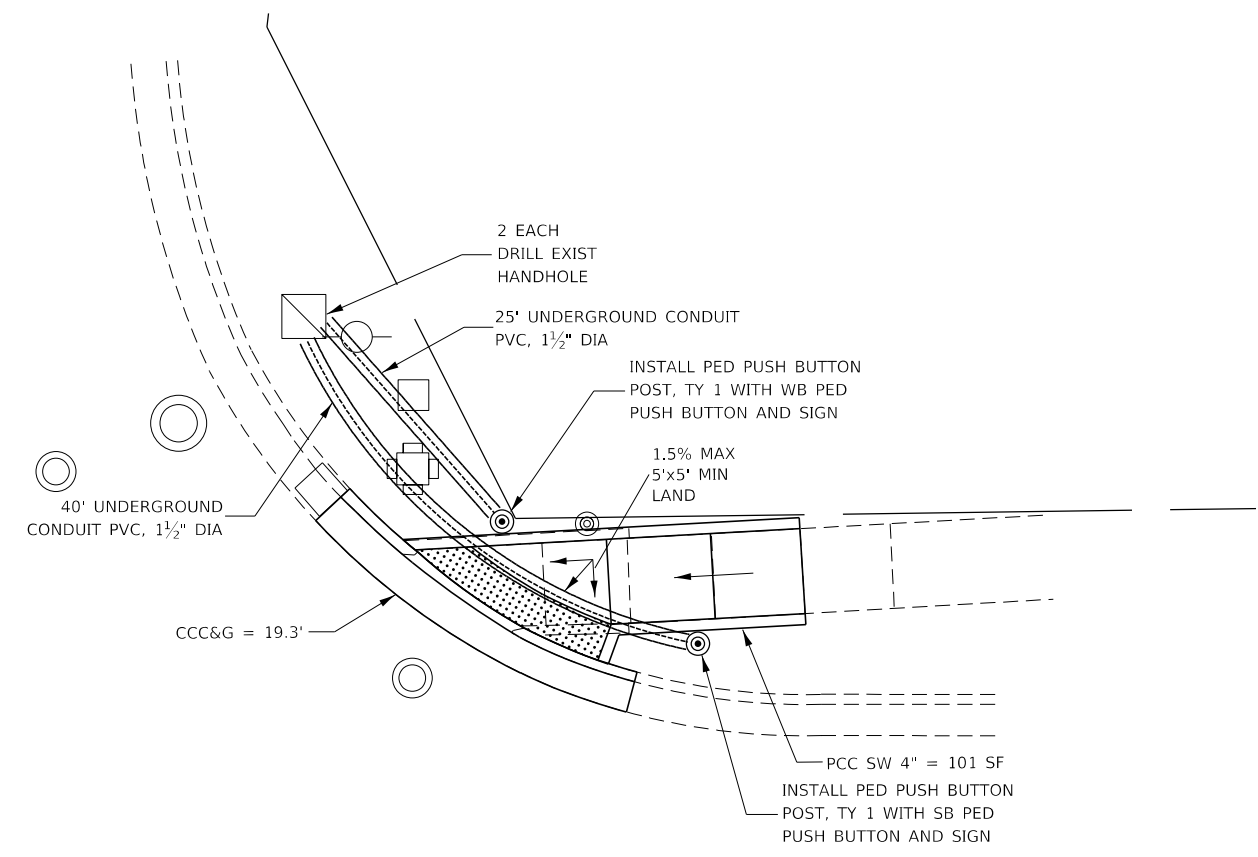 2 EACH
DRILL EXIST
HANDHOLE
25' UNDERGROUND CONDUIT
PVC, 1½" DIA
INSTALL PED PUSH BUTTON
POST, TY 1 WITH WB PED
PUSH BUTTON AND SIGN
1.5% MAX
5'x5' MIN
LAND
40' UNDERGROUND
CONDUIT PVC, 1½" DIA
CCC&G = 19.3'
PCC SW 4" = 101 SF
INSTALL PED PUSH BUTTON
POST, TY 1 WITH SB PED
PUSH BUTTON AND SIGN